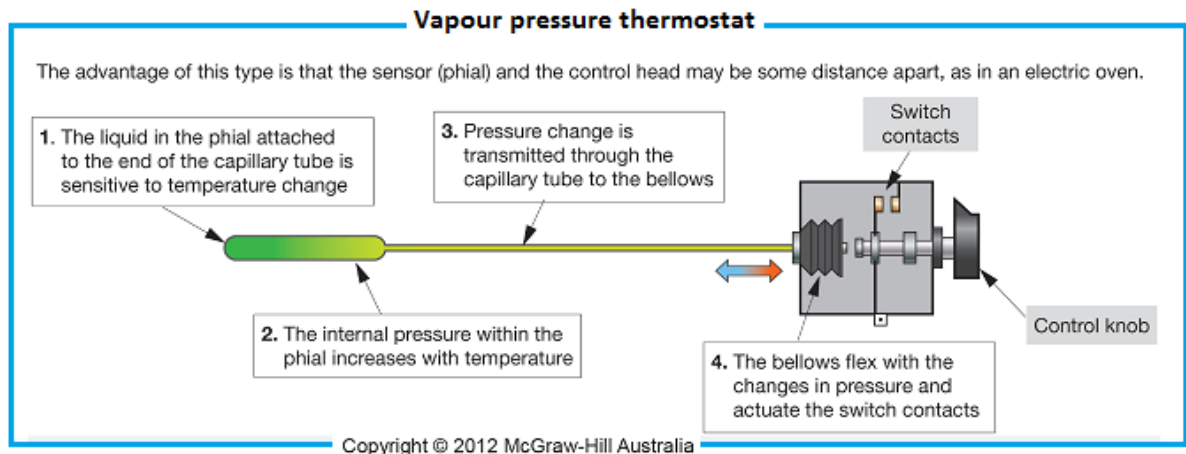 Vapour pressure thermostat
The advantage of this type is that the sensor (phial) and the control head may be some distance apart, as in an electric oven.
1. The liquid in the phial attached
to the end of the capillary tube is
sensitive to temperature change
3. Pressure change is
transmitted through the
capillary tube to the bellows
Switch
contacts
2. The internal pressure within the
phial increases with temperature
4. The bellows flex with the
changes in pressure and
actuate the switch contacts
Control knob
Copyright © 2012 McGraw-Hill Australia